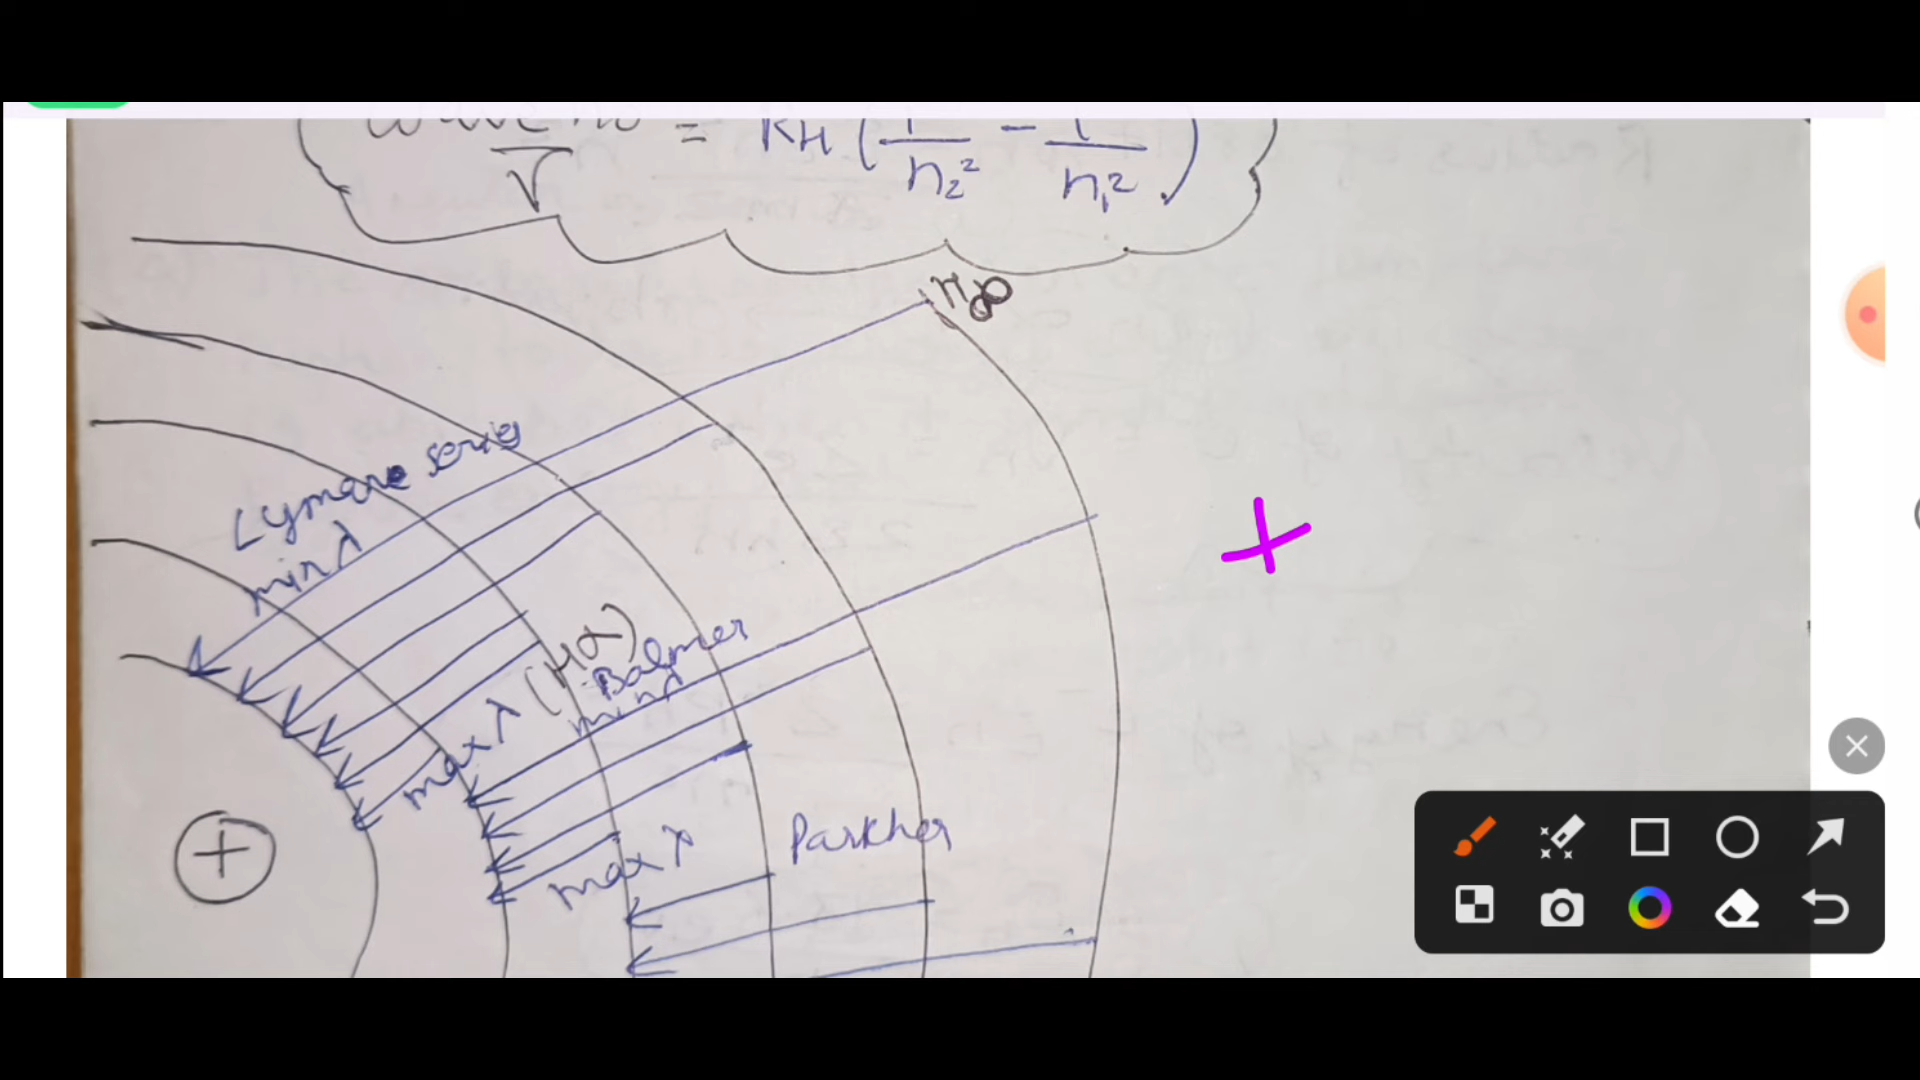 wave no = RH (1/n₂² - 1/n₁²)
ν̅
n∞
Lymane series
min λ
max λ (Hα)
Balmer
min λ
max λ
Parkher
+